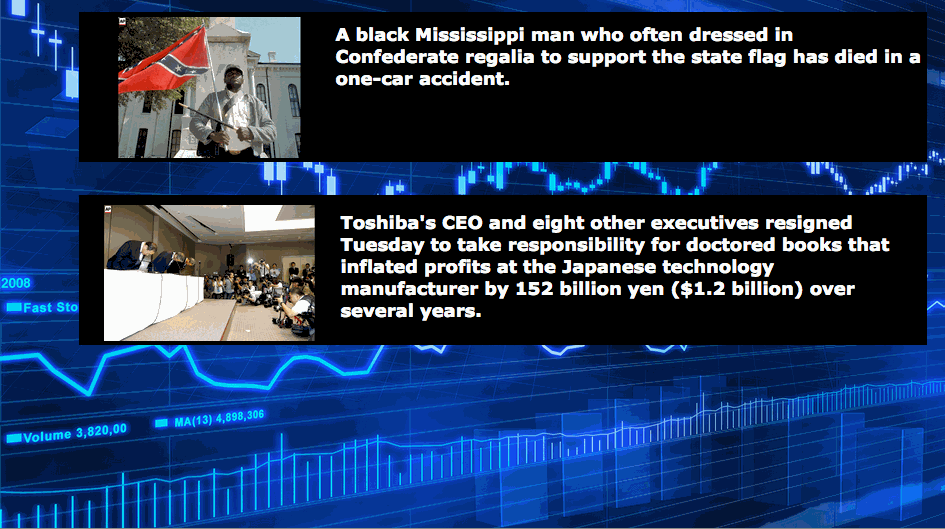 AP
A black Mississippi man who often dressed in
Confederate regalia to support the state flag has died in a
one-car accident.
AP
Toshiba's CEO and eight other executives resigned
Tuesday to take responsibility for doctored books that
inflated profits at the Japanese technology
manufacturer by 152 billion yen ($1.2 billion) over
several years.
2008
Fast Sto
MA(13) 4,898,306
Volume 3,820,00